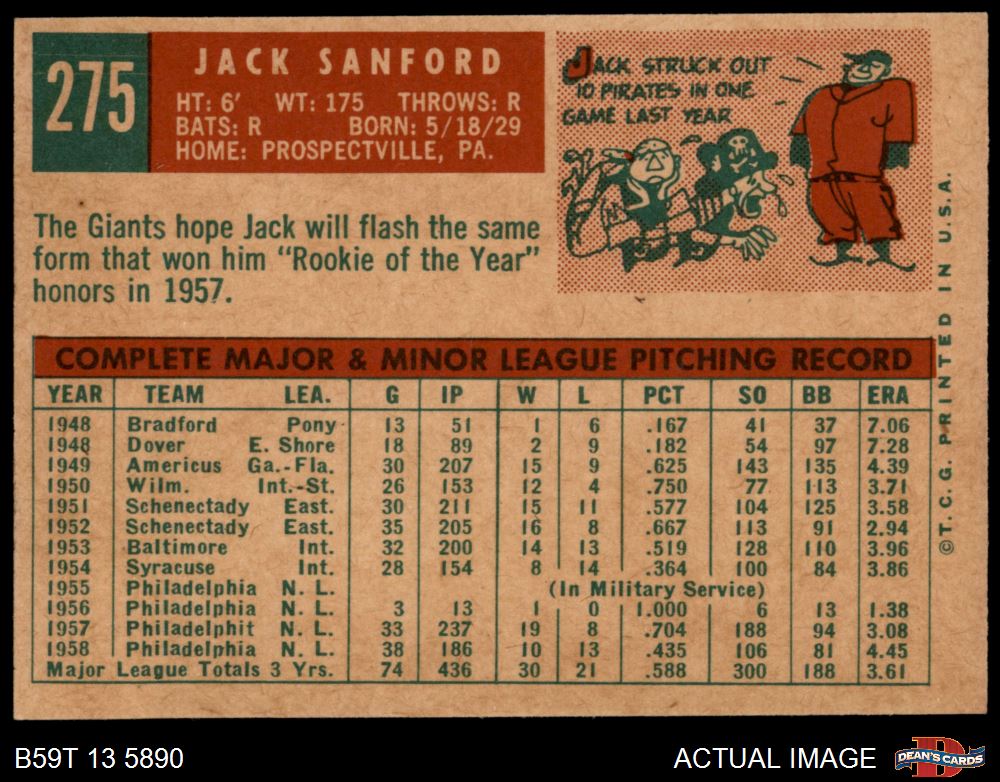 275
JACK SANFORD
HT: 6' WT: 175 THROWS: R
BATS: R BORN: 5/18/29
HOME: PROSPECTVILLE, PA.
JACK STRUCK OUT
10 PIRATES IN ONE
GAME LAST YEAR
The Giants hope Jack will flash the same
form that won him "Rookie of the Year"
honors in 1957.
COMPLETE MAJOR & MINOR LEAGUE PITCHING RECORD
YEAR TEAM LEA. G IP W L PCT SO BB ERA
1948 Bradford Pony 13 51 1 6 .167 41 37 7.06
1948 Dover E. Shore 18 89 2 9 .182 54 97 7.28
1949 Americus Ga.-Fla. 30 207 15 9 .625 143 135 4.39
1950 Wilm. Int.-St. 26 153 12 4 .750 77 113 3.71
1951 Schenectady East. 30 211 15 11 .577 104 125 3.58
1952 Schenectady East. 35 205 16 8 .667 113 91 2.94
1953 Baltimore Int. 32 200 14 13 .519 128 110 3.96
1954 Syracuse Int. 28 154 8 14 .364 100 84 3.86
1955 Philadelphia N. L. (In Military Service)
1956 Philadelphia N. L. 3 13 1 0 1.000 6 13 1.38
1957 Philadelphit N. L. 33 237 19 8 .704 188 94 3.08
1958 Philadelphia N. L. 38 186 10 13 .435 106 81 4.45
Major League Totals 3 Yrs. 74 436 30 21 .588 300 188 3.61
© T. C. G. PRINTED IN U.S.A.
B59T 13 5890
ACTUAL IMAGE
DEAN'S CARDS